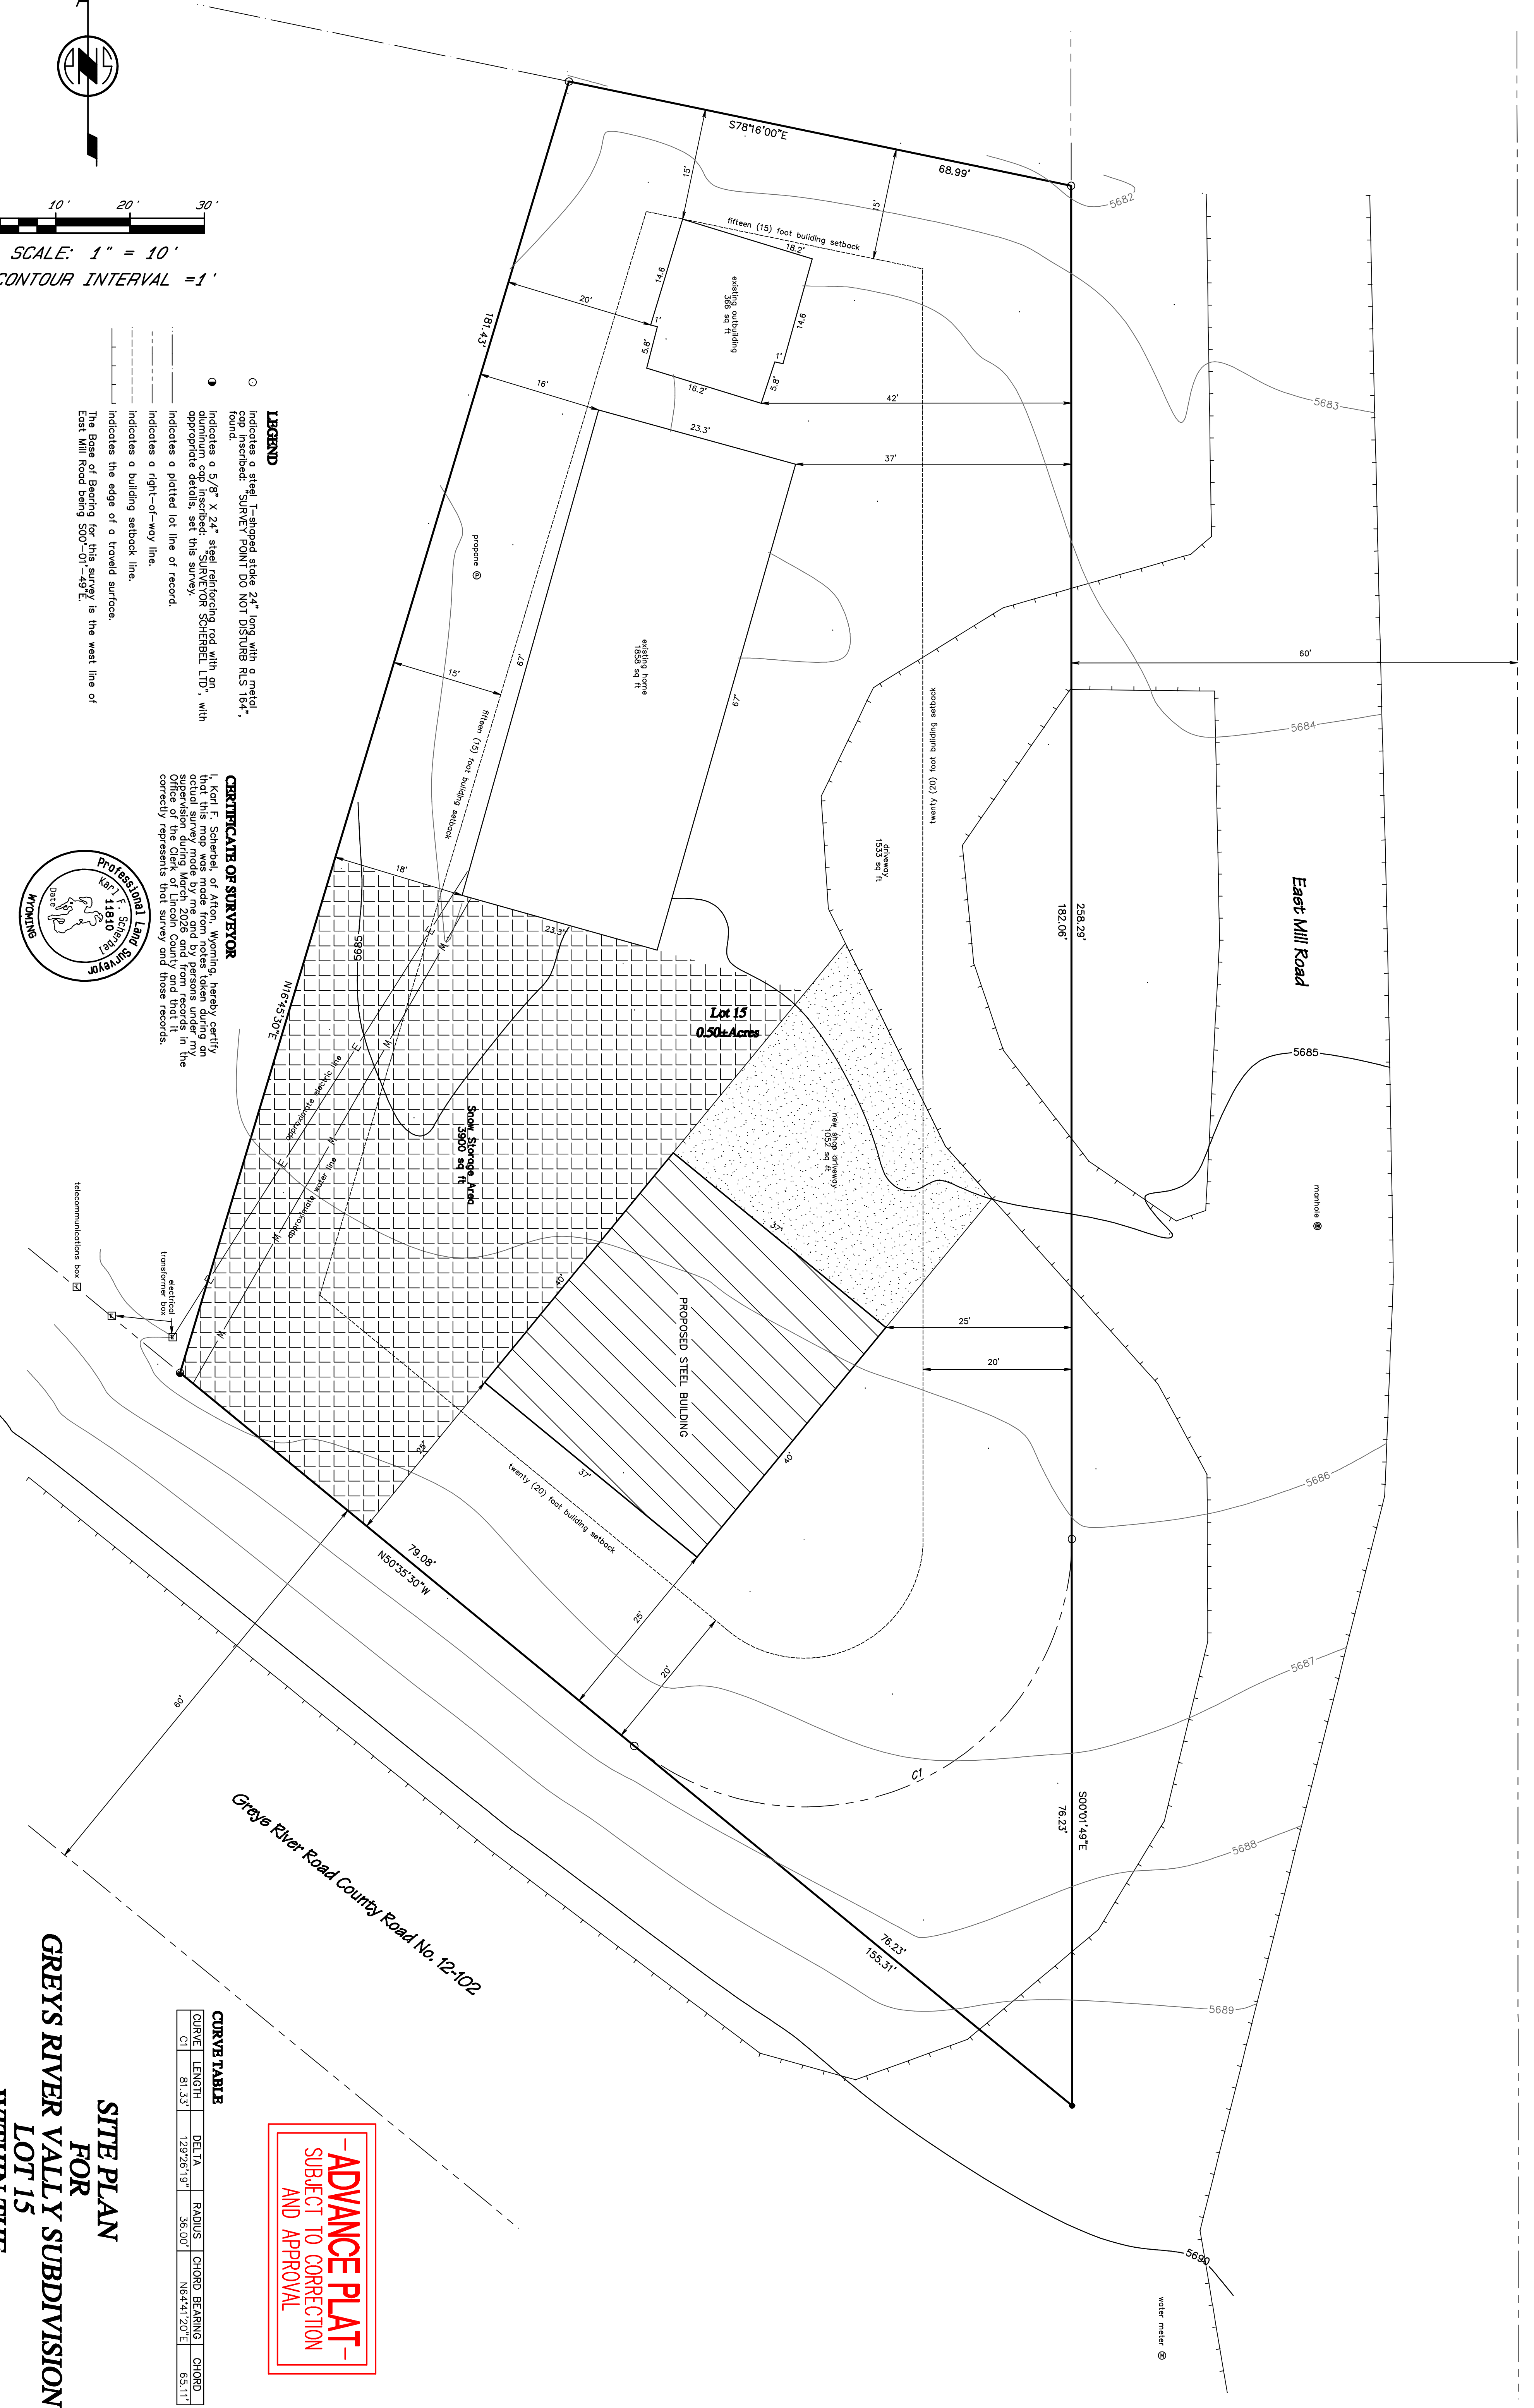 S78°16'00"E
68.99'
15'
15'
fifteen (15) foot building setback
18.2'
14.6
existing outbuilding
366 sq ft
14.6
1'
5.8'
1'
5.8'
16.2'
20'
16'
181.43'
42'
23.3'
37'
5682
5683
60'
5684
East Mill Road
258.29'
182.06'
propane
existing home
1858 sq ft
67'
67'
15'
fifteen (15) foot building setback
twenty (20) foot building setback
driveway
1533 sq ft
18'
23.3'
5685
N16°45'30"E
Lot 15
0.50±Acres
5685
manhole
new shop driveway
1052 sq ft
Snow Storage Area
3900 sq ft
E
W
E
W
approximate electric line
approximate water line
E
W
W
E
W
37'
40'
PROPOSED STEEL BUILDING
40'
37'
25'
20'
25'
twenty (20) foot building setback
25'
20'
79.08'
N50°35'30"W
5686
5687
5688
5689
5690
C1
S00°01'49"E
76.23'
76.23'
155.31'
60'
Greys River Road County Road No. 12-102
telecommunications box
electrical
transformer box
water meter
N
S
10'
20'
30'
SCALE: 1" = 10'
CONTOUR INTERVAL =1'
LEGEND
indicates a steel T-shaped stake 24" long with a metal
cap inscribed: "SURVEY POINT DO NOT DISTURB RLS 164",
found.
indicates a 5/8" X 24" steel reinforcing rod with an
aluminum cap inscribed: "SURVEYOR SCHERBEL LTD", with
appropriate details, set this survey.
indicates a platted lot line of record.
indicates a right-of-way line.
indicates a building setback line.
indicates the edge of a traveld surface.
The Base of Bearing for this survey is the west line of
East Mill Road being S00°-01'-49"E.
CERTIFICATE OF SURVEYOR
I, Karl F. Scherbel, of Afton, Wyoming, hereby certify
that this map was made from notes taken during an
actual survey made by me and by persons under my
supervision during March 2026 and from records in the
Office of the Clerk of Lincoln County and that it
correctly represents that survey and those records.
Professional Land Surveyor
Karl F. Scherbel
11810
Date
WYOMING
CURVE TABLE
CURVE LENGTH DELTA RADIUS CHORD BEARING CHORD
C1 81.33' 129°26'19" 36.00' N64°41'20"E 65.11'
-ADVANCE PLAT-
SUBJECT TO CORRECTION
AND APPROVAL
SITE PLAN
FOR
GREYS RIVER VALLY SUBDIVISION
LOT 15
WITHIN THE